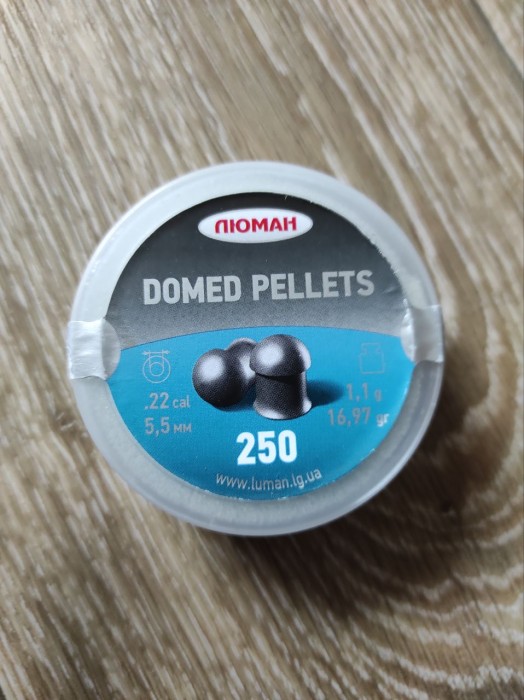 ЛЮМАН
DOMED PELLETS
.22 cal
5,5 мм
1,1 g
16,97 gr
250
www.luman.lg.ua